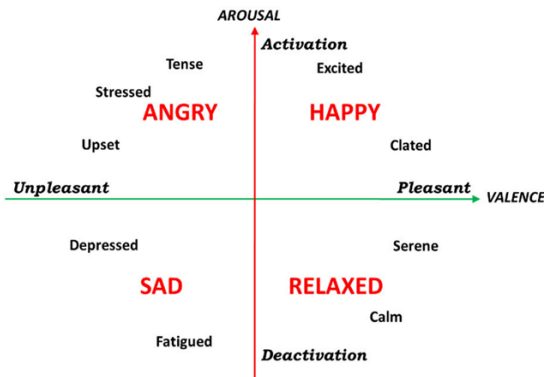 AROUSAL
Activation
Tense
Excited
Stressed
ANGRY
HAPPY
Upset
Clated
Unpleasant
Pleasant
VALENCE
Depressed
Serene
SAD
RELAXED
Calm
Fatigued
Deactivation